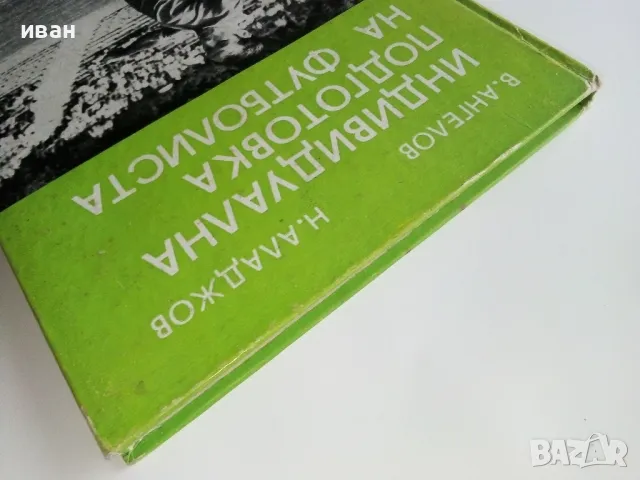 В. АНГЕЛОВ
Н. АЛАДЖОВ
ИНДИВИДУАЛНА
ПОДГОТОВКА
НА ФУТБОЛИСТА
иван
BAZAR